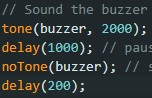 // Sound the buzzer
tone(buzzer, 2000);
delay(1000); // paus
noTone(buzzer); // s
delay(200);